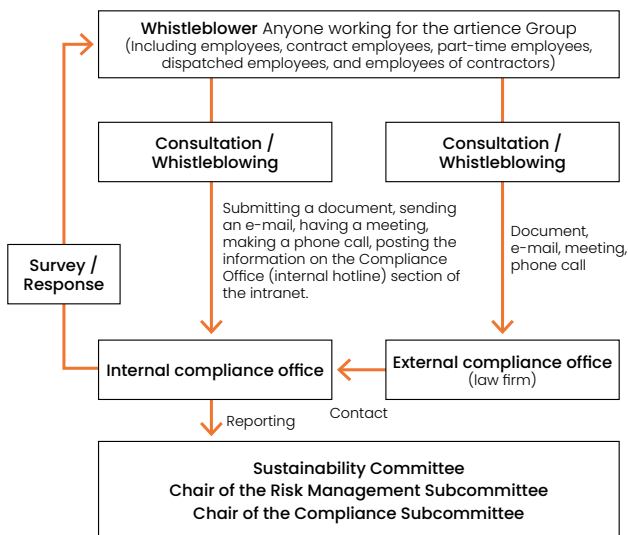 Whistleblower Anyone working for the artience Group
(Including employees, contract employees, part-time employees,
dispatched employees, and employees of contractors)
Consultation /
Whistleblowing
Consultation /
Whistleblowing
Submitting a document, sending
an e-mail, having a meeting,
making a phone call, posting the
information on the Compliance
Office (internal hotline) section of
the intranet.
Document,
e-mail, meeting,
phone call
Survey /
Response
Internal compliance office
External compliance office
(law firm)
Contact
Reporting
Sustainability Committee
Chair of the Risk Management Subcommittee
Chair of the Compliance Subcommittee